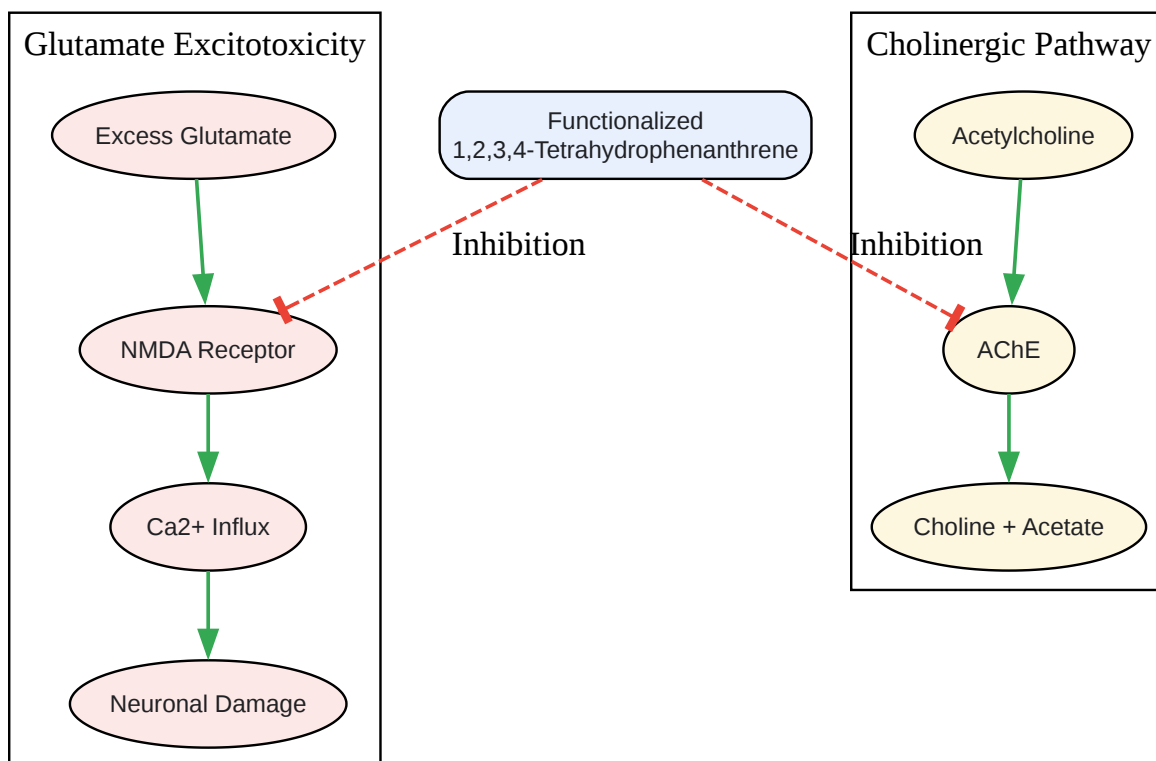 Glutamate Excitotoxicity
Cholinergic Pathway
Excess Glutamate
Functionalized
1,2,3,4-Tetrahydrophenanthrene
Acetylcholine
Inhibition
Inhibition
NMDA Receptor
AChE
Ca2+ Influx
Choline + Acetate
Neuronal Damage